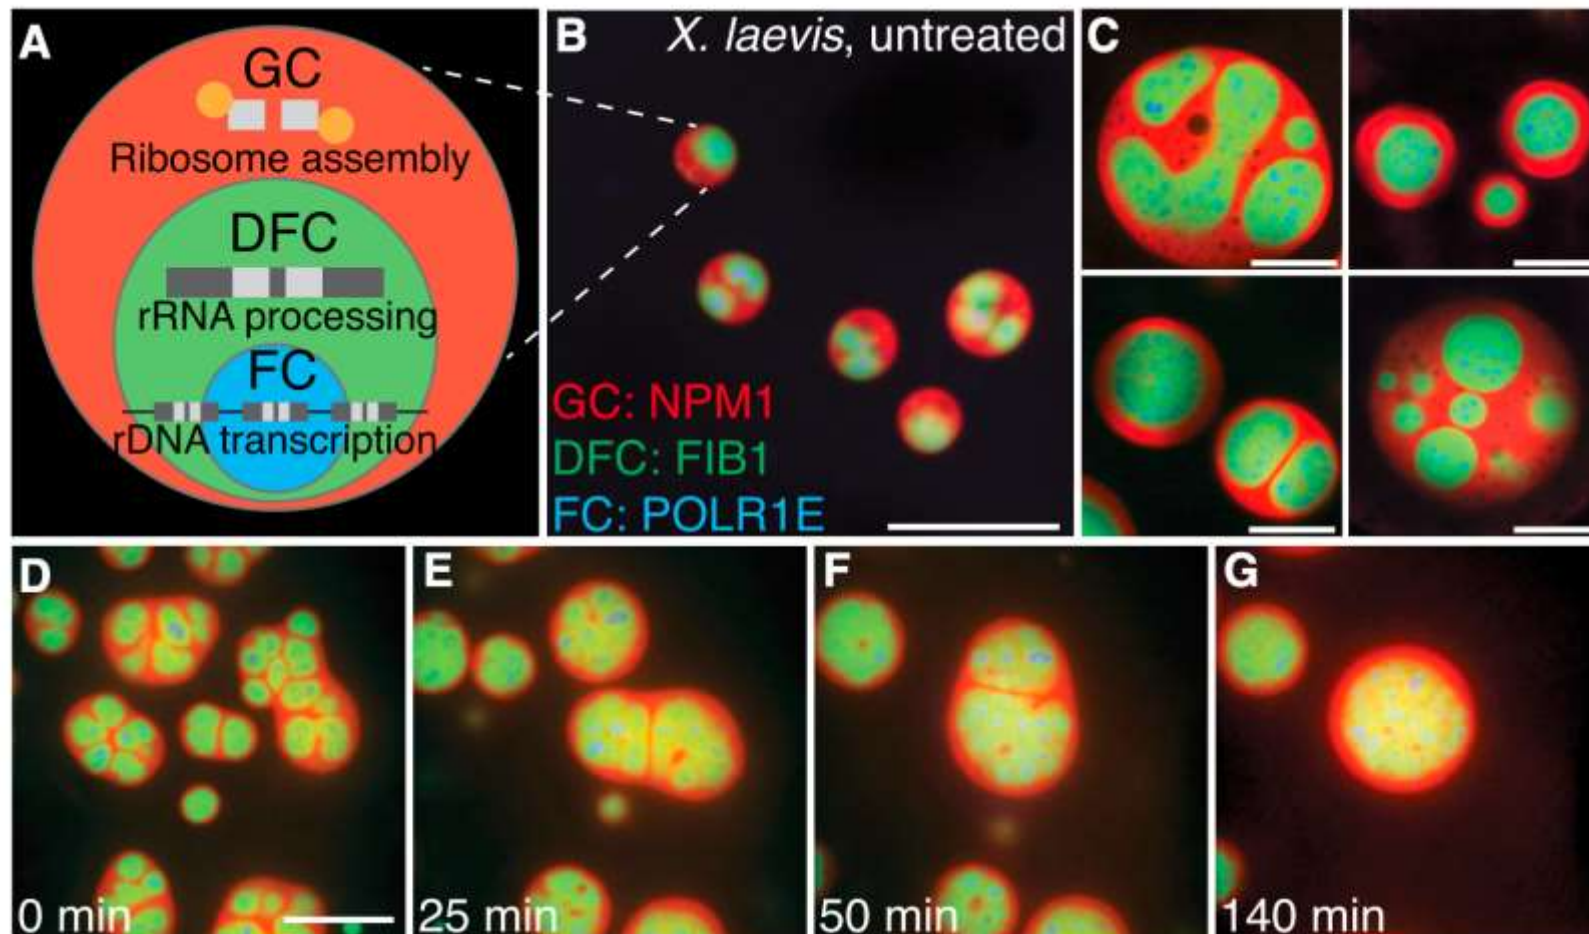 A
GC
Ribosome assembly
DFC
rRNA processing
FC
rDNA transcription
B
X. laevis, untreated
GC: NPM1
DFC: FIB1
FC: POLR1E
C
D
0 min
E
25 min
F
50 min
G
140 min